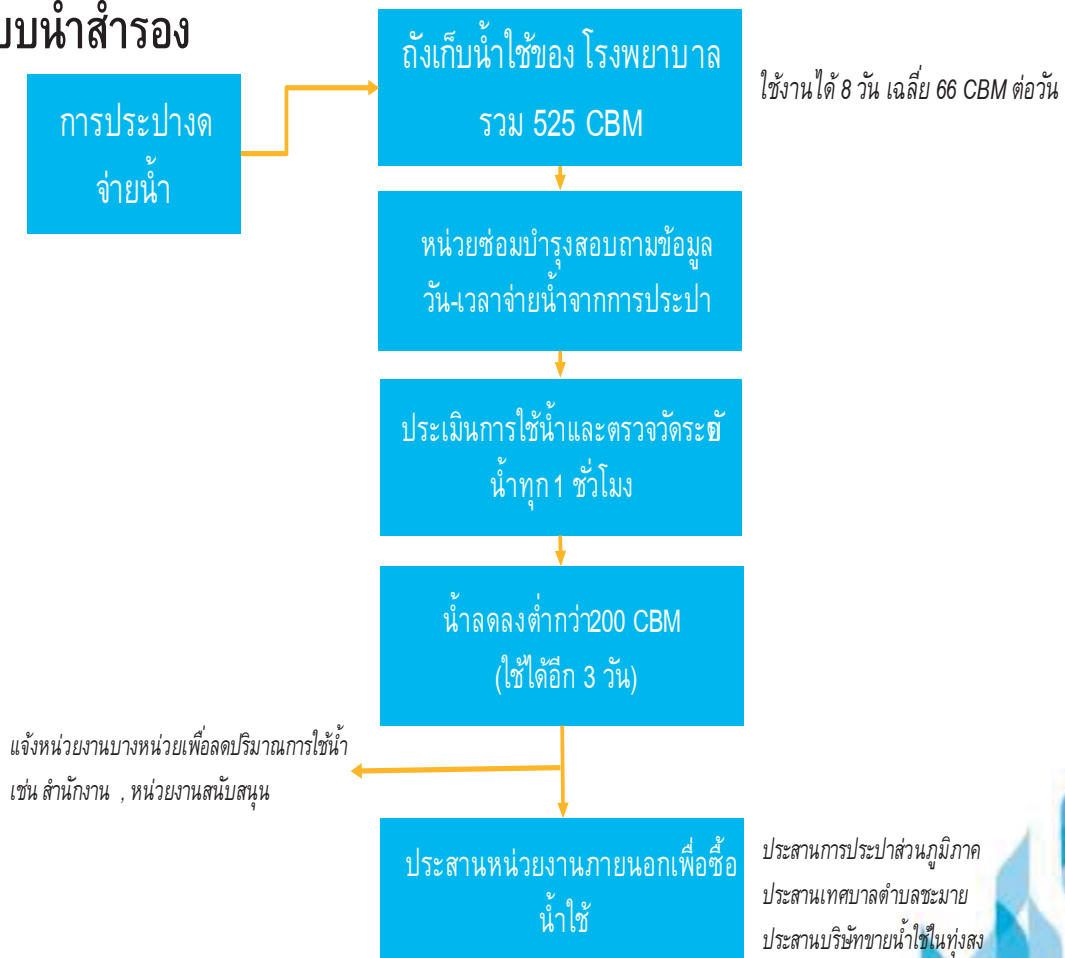 บบน้ำสำรอง
การประปางด
จ่ายน้ำ
ถังเก็บน้ำใช้ของ โรงพยาบาล
รวม 525 CBM
ใช้งานได้ 8 วัน เฉลี่ย 66 CBM ต่อวัน
หน่วยซ่อมบำรุงสอบถามข้อมูล
วัน-เวลาจ่ายน้ำจากการประปา
ประเมินการใช้น้ำและตรวจวัดระดับ
น้ำทุก 1 ชั่วโมง
น้ำลดลงต่ำกว่า200 CBM
(ใช้ได้อีก 3 วัน)
แจ้งหน่วยงานบางหน่วยเพื่อลดปริมาณการใช้น้ำ
เช่น สำนักงาน , หน่วยงานสนับสนุน
ประสานหน่วยงานภายนอกเพื่อซื้อ
น้ำใช้
ประสานการประปาส่วนภูมิภาค
ประสานเทศบาลตำบลชะมาย
ประสานบริษัทขายน้ำใช้ในทุ่งสง